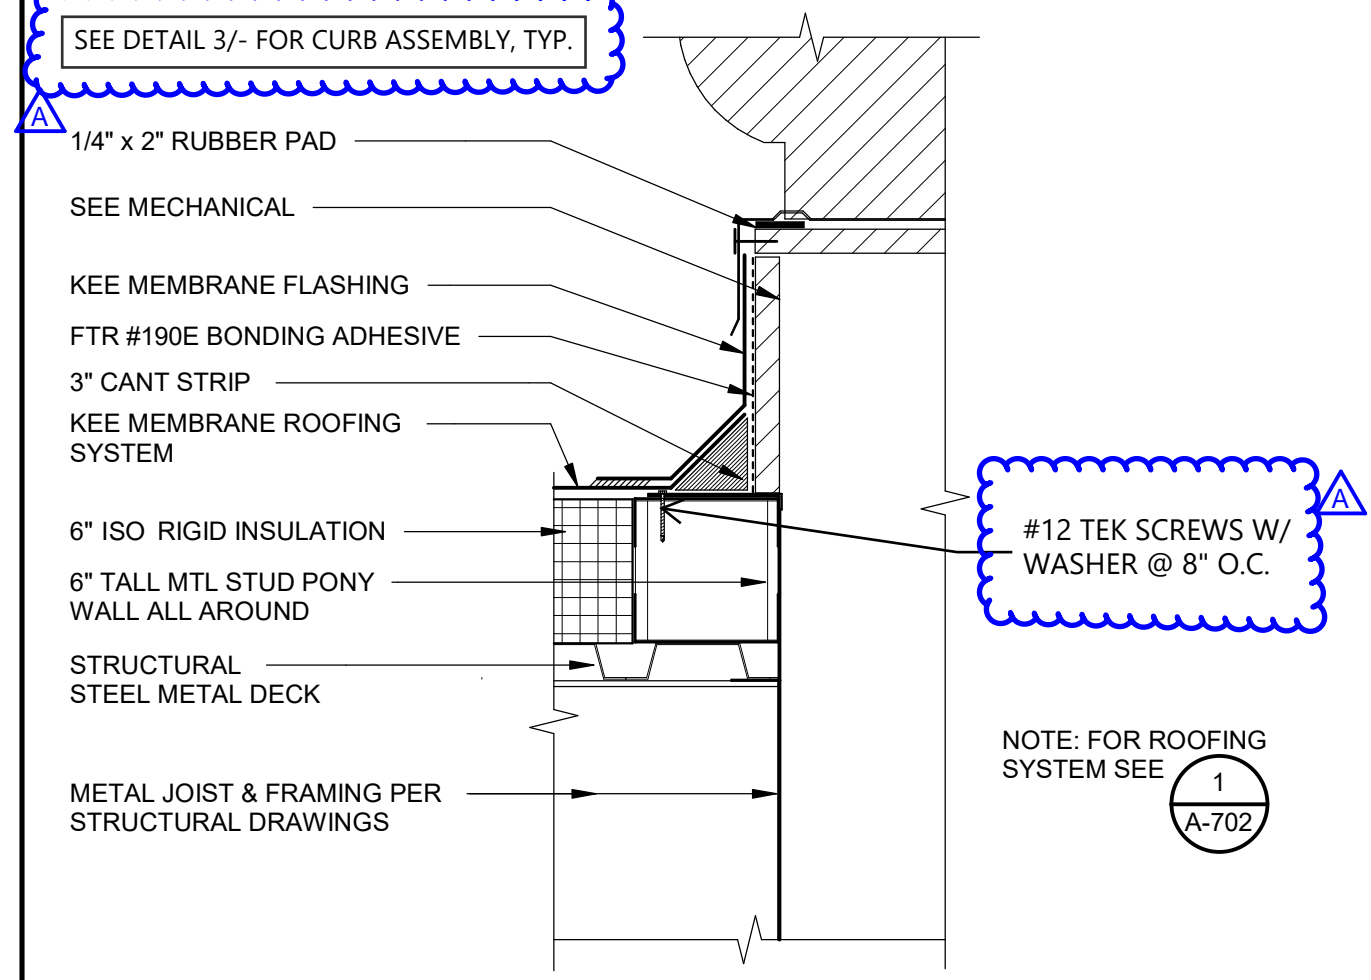 SEE DETAIL 3/- FOR CURB ASSEMBLY, TYP.
A
1/4" x 2" RUBBER PAD
SEE MECHANICAL
KEE MEMBRANE FLASHING
FTR #190E BONDING ADHESIVE
3" CANT STRIP
KEE MEMBRANE ROOFING
SYSTEM
6" ISO RIGID INSULATION
6" TALL MTL STUD PONY
WALL ALL AROUND
STRUCTURAL
STEEL METAL DECK
METAL JOIST & FRAMING PER
STRUCTURAL DRAWINGS
A
#12 TEK SCREWS W/
WASHER @ 8" O.C.
NOTE: FOR ROOFING
SYSTEM SEE
1
A-702